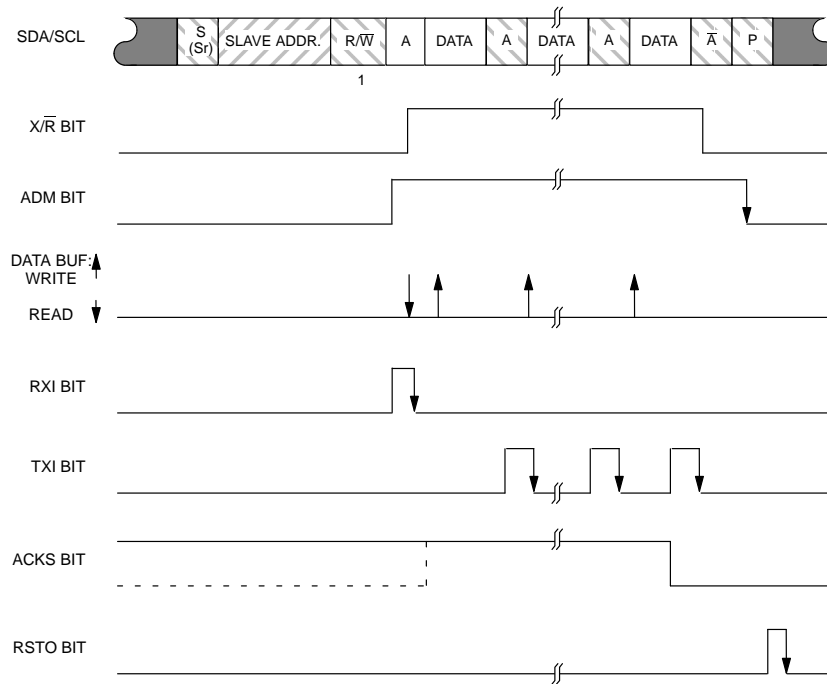 SDA/SCL S (Sr) SLAVE ADDR. R/W̅ A DATA A DATA A DATA A̅ P
1
X/R̅ BIT
ADM BIT
DATA BUF:
WRITE
READ
RXI BIT
TXI BIT
ACKS BIT
RSTO BIT